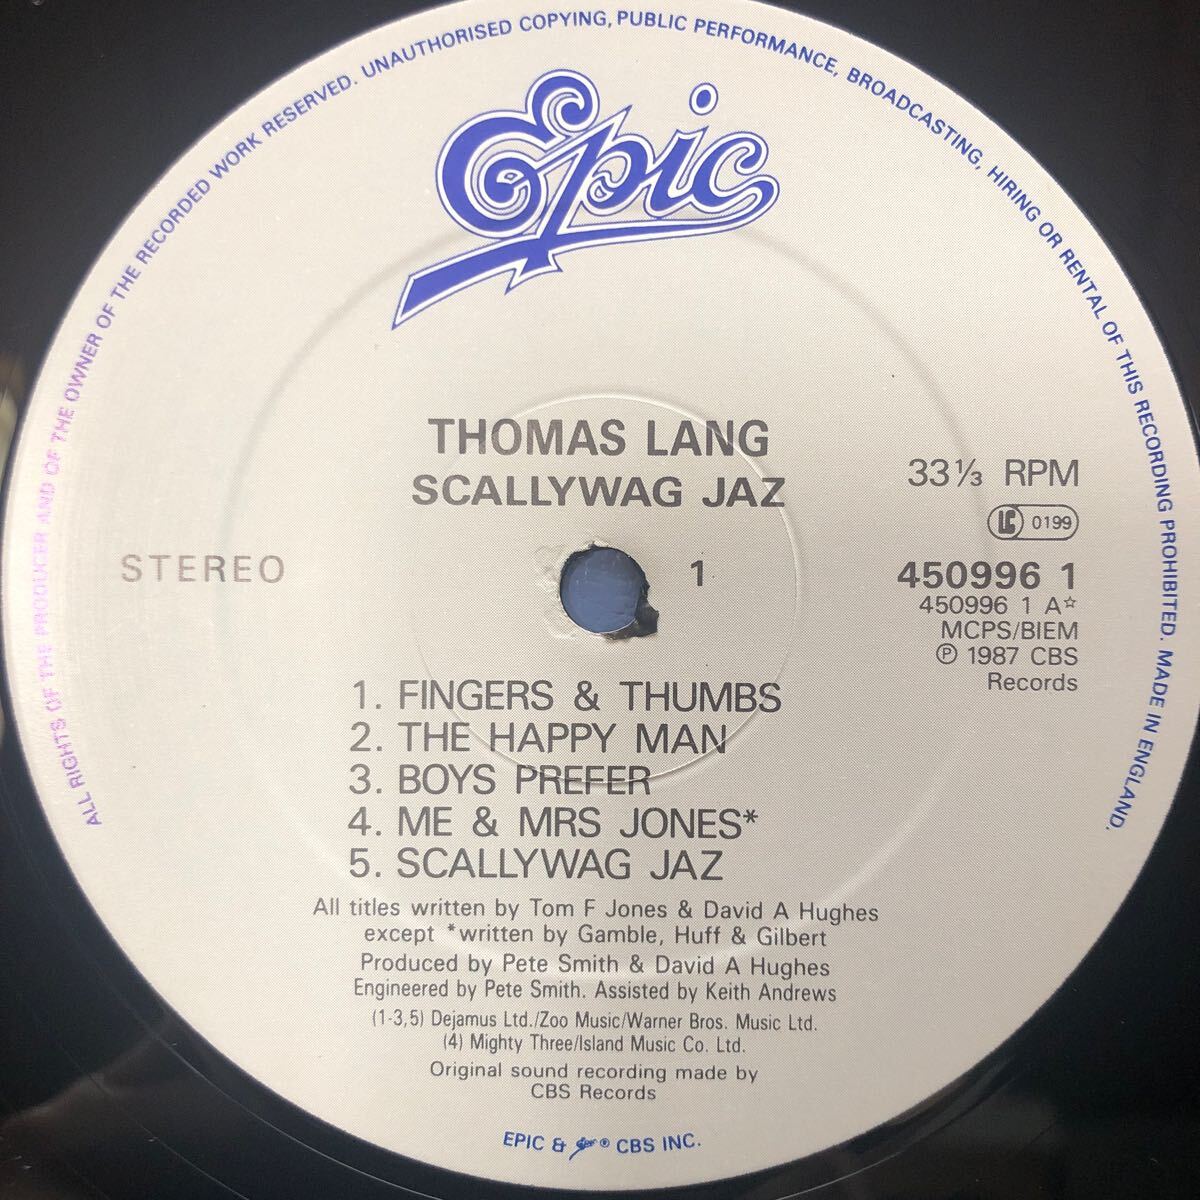 ALL RIGHTS OF THE PRODUCER AND OF THE OWNER OF THE RECORDED WORK RESERVED. UNAUTHORISED COPYING, PUBLIC PERFORMANCE, BROADCASTING, HIRING OR RENTAL OF THIS RECORDING PROHIBITED. MADE IN ENGLAND.
Epic
THOMAS LANG
SCALLYWAG JAZ
33⅓ RPM
LC 0199
STEREO
1
450996 1
450996 1 A☆
MCPS/BIEM
℗ 1987 CBS
Records
1. FINGERS & THUMBS
2. THE HAPPY MAN
3. BOYS PREFER
4. ME & MRS JONES*
5. SCALLYWAG JAZ
All titles written by Tom F Jones & David A Hughes
except *written by Gamble, Huff & Gilbert
Produced by Pete Smith & David A Hughes
Engineered by Pete Smith. Assisted by Keith Andrews
(1-3,5) Dejamus Ltd./Zoo Music/Warner Bros. Music Ltd.
(4) Mighty Three/Island Music Co. Ltd.
Original sound recording made by
CBS Records
EPIC & Epic ® CBS INC.